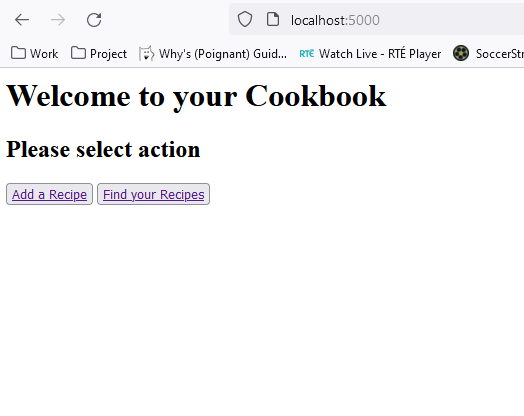 localhost:5000
Work Project Why's (Poignant) Guid... RTÉ Watch Live - RTÉ Player SoccerStr
Welcome to your Cookbook
Please select action
Add a Recipe Find your Recipes